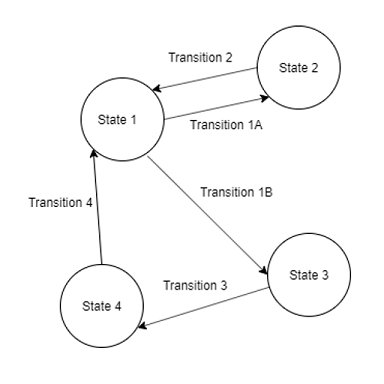 Transition 2
State 2
State 1
Transition 1A
Transition 1B
Transition 4
State 3
Transition 3
State 4